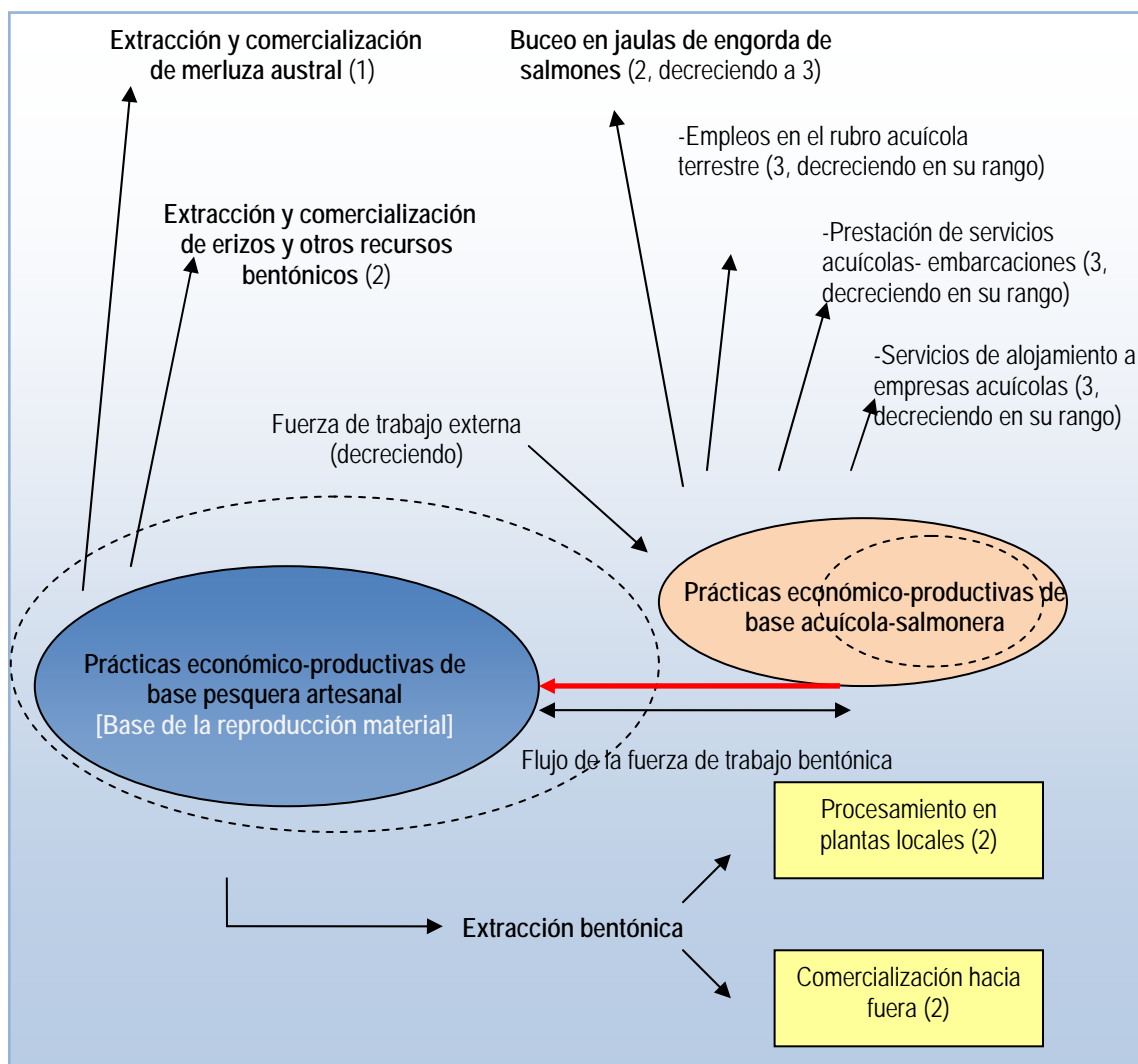 Extracción y comercialización
de merluza austral (1)
Buceo en jaulas de engorda de
salmones (2, decreciendo a 3)
-Empleos en el rubro acuícola
terrestre (3, decreciendo en su rango)
Extracción y comercialización
de erizos y otros recursos
bentónicos (2)
-Prestación de servicios
acuícolas- embarcaciones (3,
decreciendo en su rango)
-Servicios de alojamiento a
empresas acuícolas (3,
decreciendo en su rango)
Fuerza de trabajo externa
(decreciendo)
Prácticas económico-productivas de
base acuícola-salmonera
Prácticas económico-productivas de
base pesquera artesanal
[Base de la reproducción material]
Flujo de la fuerza de trabajo bentónica
Procesamiento en
plantas locales (2)
Extracción bentónica
Comercialización hacia
fuera (2)